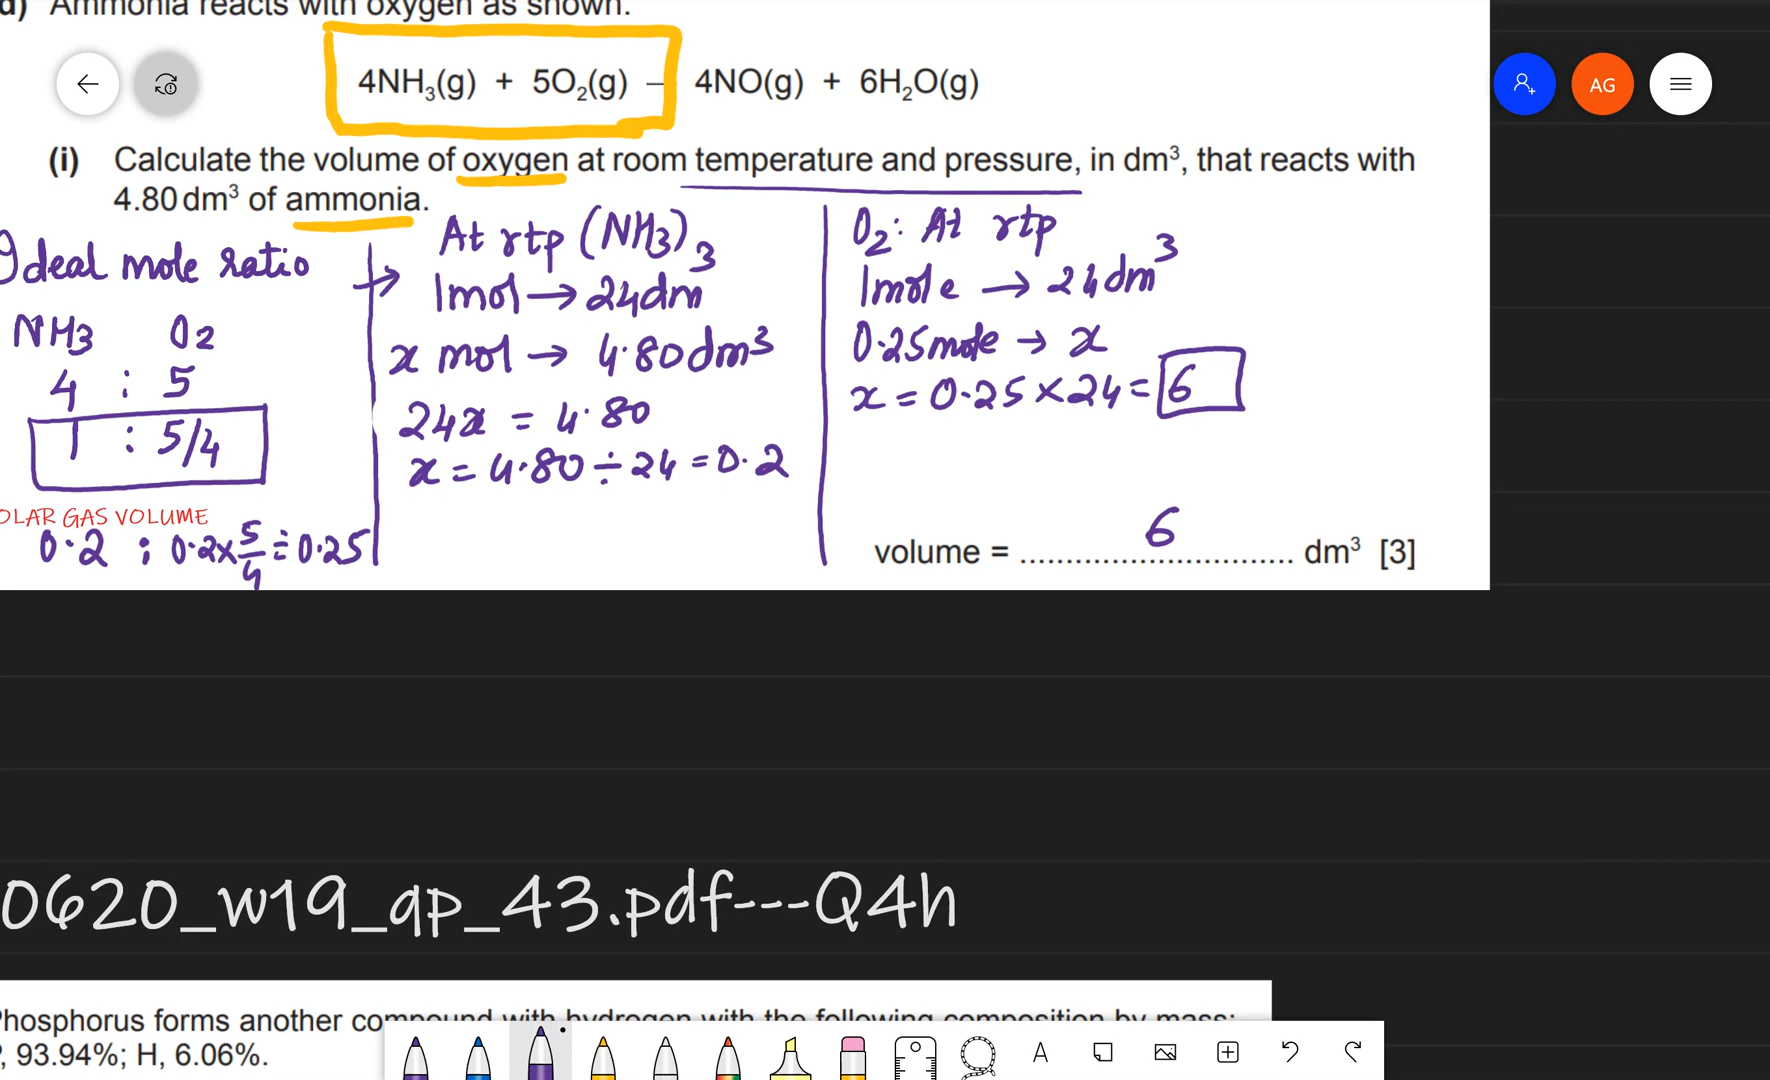 d) Ammonia reacts with oxygen as shown.
4NH₃(g) + 5O₂(g) → 4NO(g) + 6H₂O(g)
AG
(i) Calculate the volume of oxygen at room temperature and pressure, in dm³, that reacts with
4.80 dm³ of ammonia.
Ideal mole ratio
NH3 O2
4 : 5
1 : 5/4
OLAR GAS VOLUME
0.2 : 0.2×5/4 = 0.25
At rtp (NH3)
1mol → 24dm³
x mol → 4.80dm³
24x = 4.80
x = 4.80 ÷ 24 = 0.2
O2: At rtp
1mole → 24dm³
0.25mole → x
x = 0.25 × 24 = 6
volume = 6 dm³ [3]
0620_w19_qp_43.pdf---Q4h
Phosphorus forms another compound with hydrogen with the following composition by mass:
, 93.94%; H, 6.06%.
A